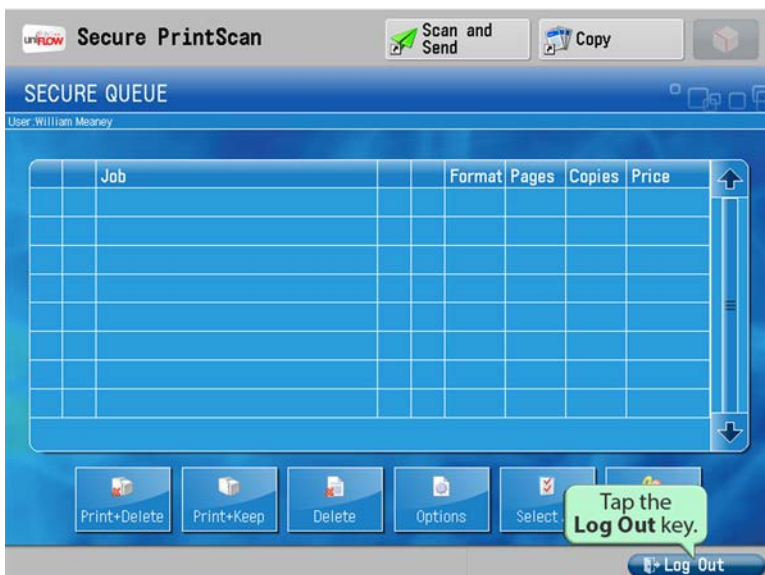 uniFLOW Secure PrintScan
Scan and
Send
Copy
SECURE QUEUE
User:William Meaney
Job Format Pages Copies Price
Print+Delete Print+Keep Delete Options Select
Tap the
Log Out key.
Log Out